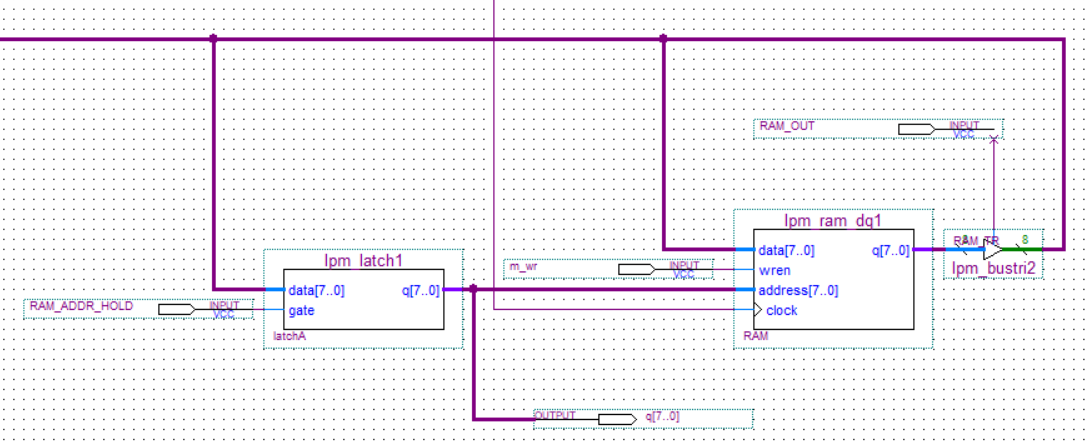 RAM_OUT
INPUT
VCC
lpm_ram_dq1
data[7..0]
q[7..0]
wren
address[7..0]
clock
RAM
m_wr
INPUT
VCC
RAM_TR
8
lpm_bustri2
lpm_latch1
data[7..0]
q[7..0]
gate
latchA
RAM_ADDR_HOLD
INPUT
VCC
OUTPUT
q[7..0]